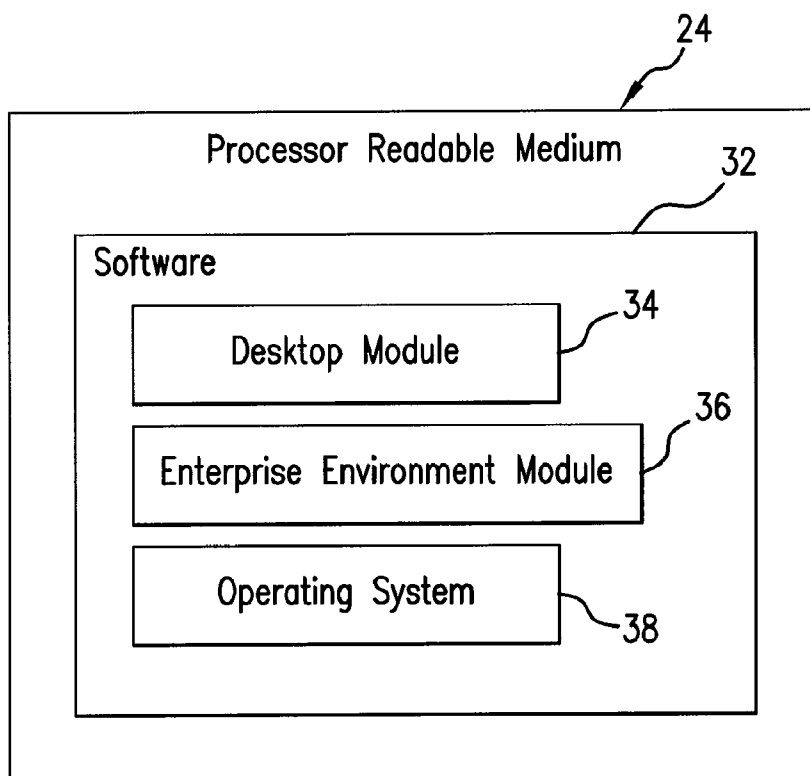 24
Processor Readable Medium
32
Software
34
Desktop Module
36
Enterprise Environment Module
Operating System
38